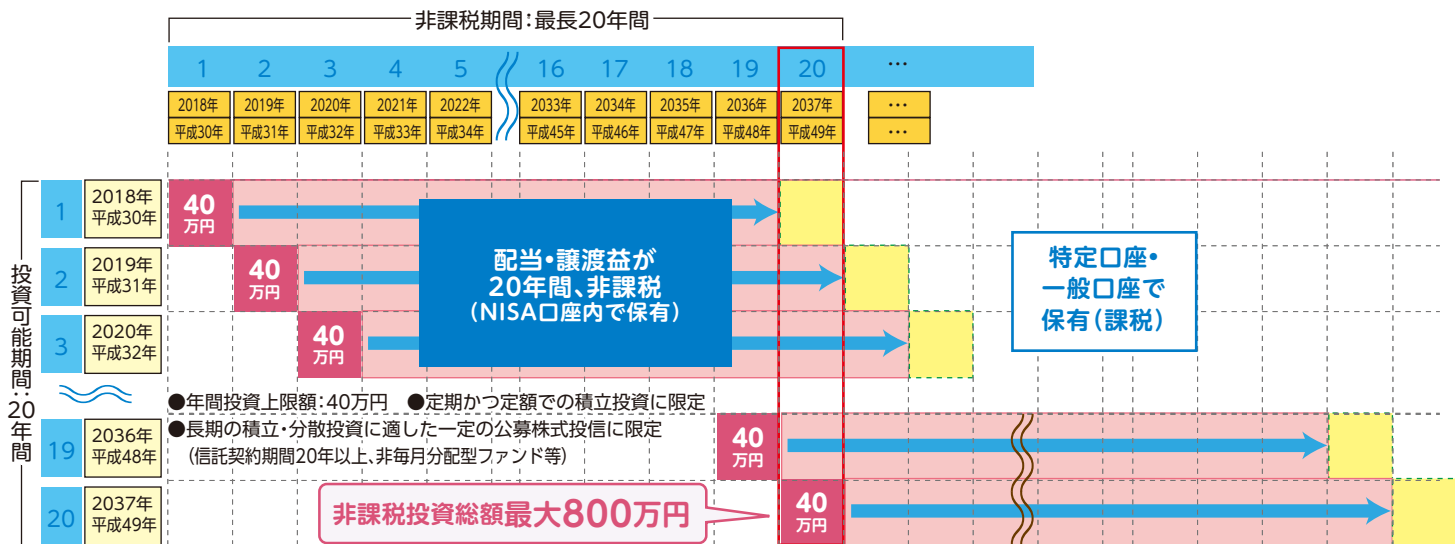 非課税期間：最長20年間
1 2 3 4 5 16 17 18 19 20 …
2018年 2019年 2020年 2021年 2022年 2033年 2034年 2035年 2036年 2037年 …
平成30年 平成31年 平成32年 平成33年 平成34年 平成45年 平成46年 平成47年 平成48年 平成49年 …
投資可能期間：20年間
1
2018年
平成30年
40
万円
2
2019年
平成31年
40
万円
3
2020年
平成32年
40
万円
配当・譲渡益が
20年間、非課税
（NISA口座内で保有）
特定口座・
一般口座で
保有（課税）
●年間投資上限額：40万円 ●定期かつ定額での積立投資に限定
●長期の積立・分散投資に適した一定の公募株式投信に限定
（信託契約期間20年以上、非毎月分配型ファンド等）
19
2036年
平成48年
40
万円
20
2037年
平成49年
非課税投資総額最大800万円
40
万円